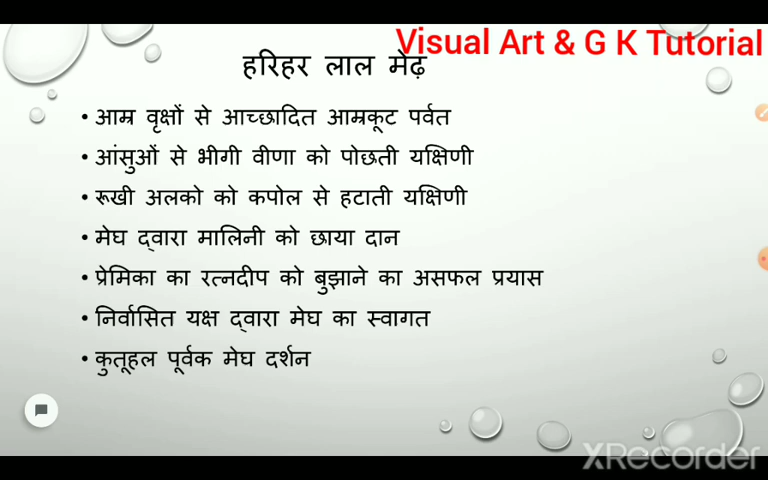 Visual Art & G K Tutorial
हरिहर लाल मेढ़
• आम्र वृक्षों से आच्छादित आम्रकूट पर्वत
• आंसुओं से भीगी वीणा को पोछती यक्षिणी
• रूखी अलको को कपोल से हटाती यक्षिणी
• मेघ द्वारा मालिनी को छाया दान
• प्रेमिका का रत्नदीप को बुझाने का असफल प्रयास
• निर्वासित यक्ष द्वारा मेघ का स्वागत
• कुतूहल पूर्वक मेघ दर्शन
XRecorder